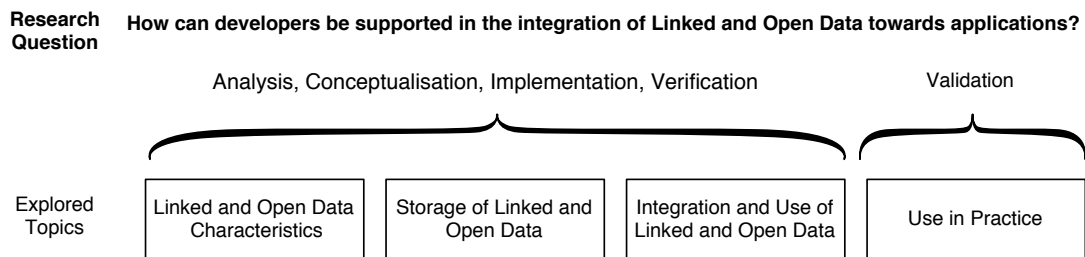 Research
Question
How can developers be supported in the integration of Linked and Open Data towards applications?
Analysis, Conceptualisation, Implementation, Verification
Validation
Explored
Topics
Linked and Open Data
Characteristics
Storage of Linked and
Open Data
Integration and Use of
Linked and Open Data
Use in Practice